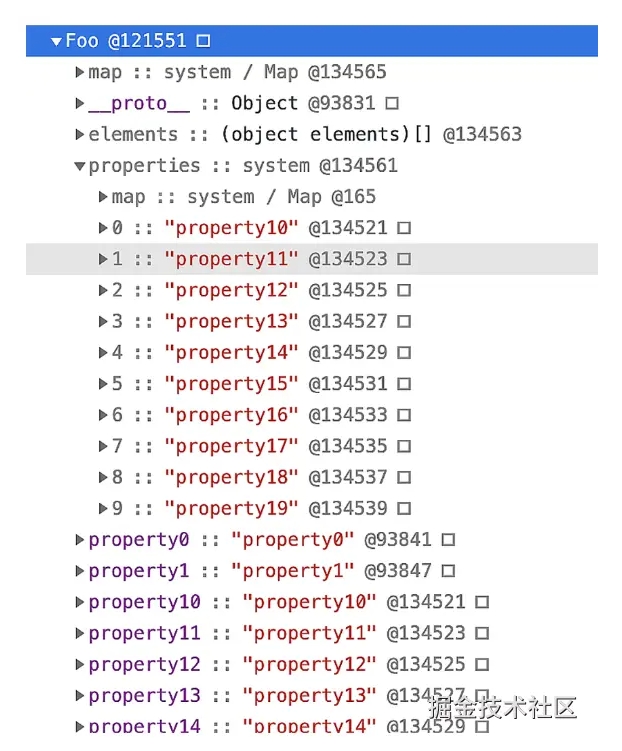 Foo @121551
map :: system / Map @134565
__proto__ :: Object @93831
elements :: (object elements)[] @134563
properties :: system @134561
map :: system / Map @165
0 :: "property10" @134521
1 :: "property11" @134523
2 :: "property12" @134525
3 :: "property13" @134527
4 :: "property14" @134529
5 :: "property15" @134531
6 :: "property16" @134533
7 :: "property17" @134535
8 :: "property18" @134537
9 :: "property19" @134539
property0 :: "property0" @93841
property1 :: "property1" @93847
property10 :: "property10" @134521
property11 :: "property11" @134523
property12 :: "property12" @134525
property13 :: "property13" @134527
property14 :: "property14" @134529
掘金技术社区